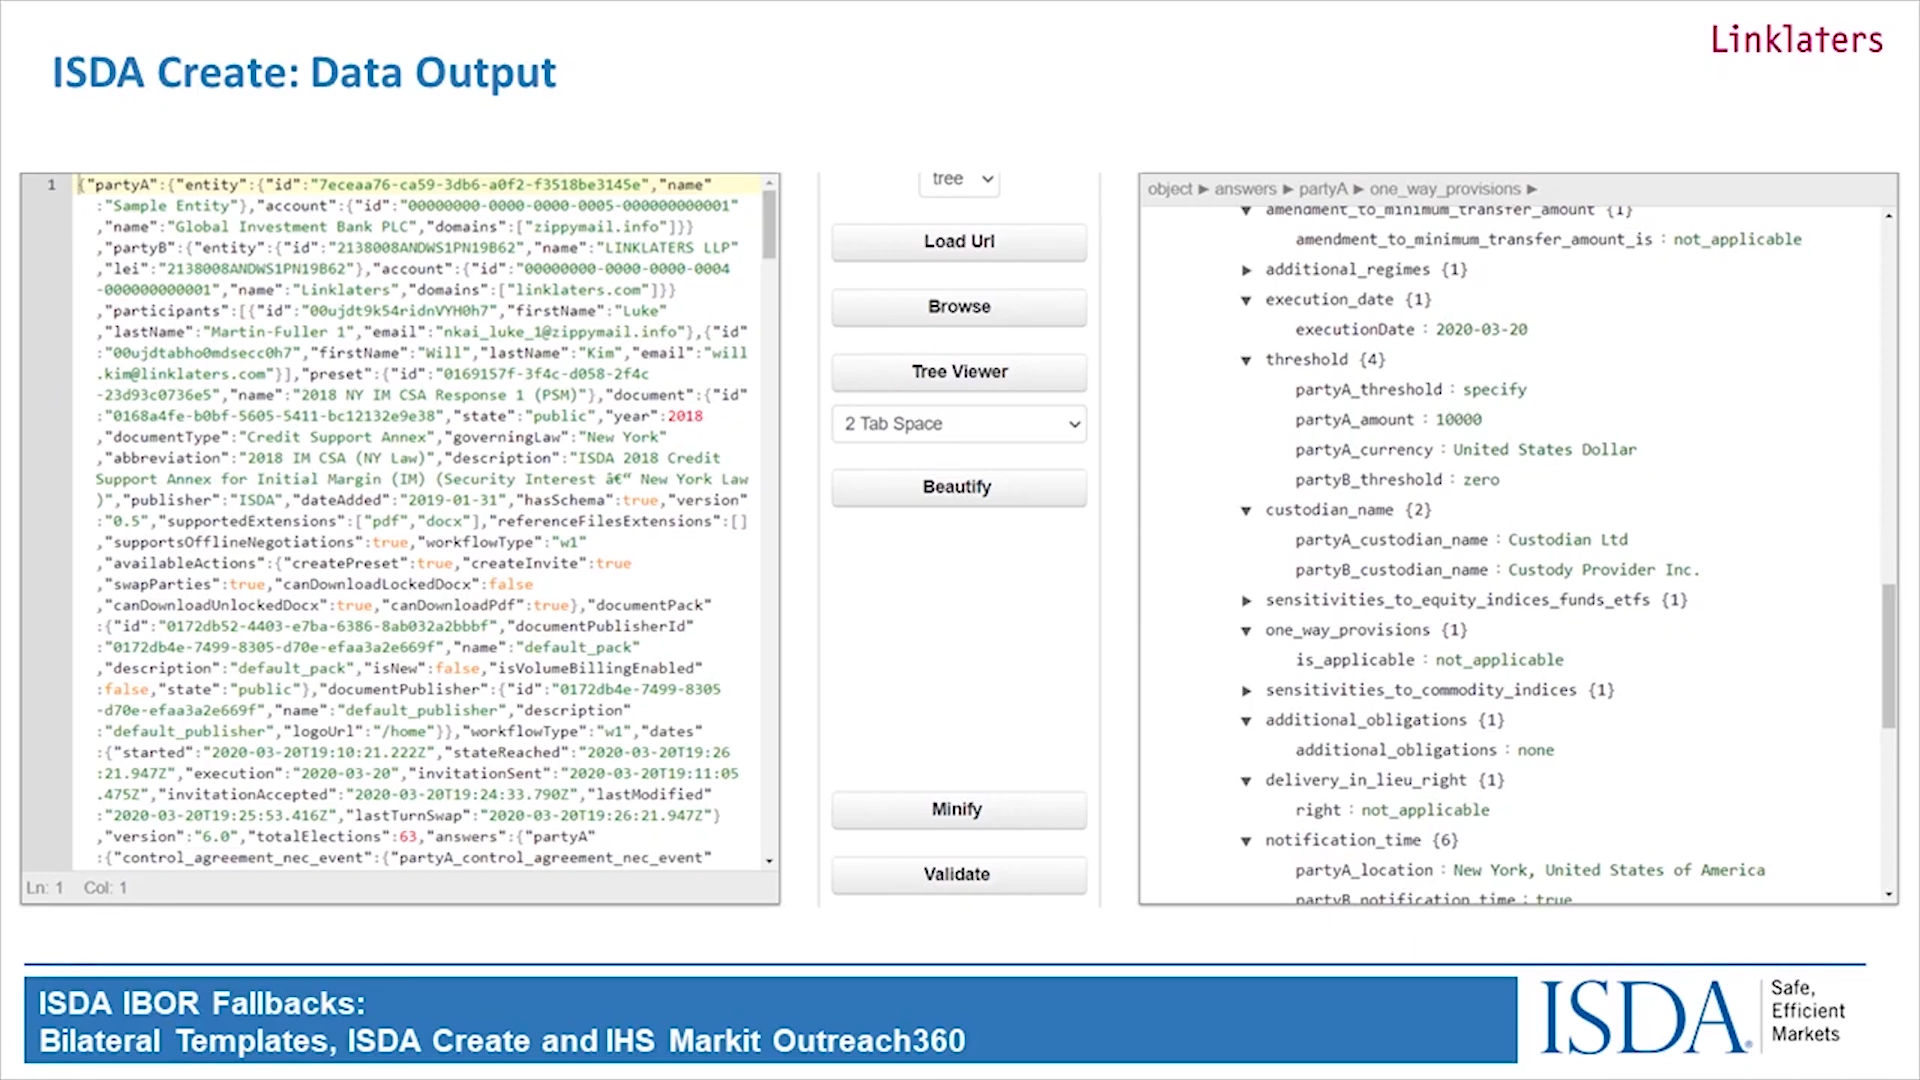 Linklaters
ISDA Create: Data Output
1
{"partyA":{"entity":{"id":"7eceaa76-ca59-3db6-a0f2-f3518be3145e","name"
:"Sample Entity"},"account":{"id":"00000000-0000-0000-0005-000000000001"
,"name":"Global Investment Bank PLC","domains":["zippymail.info"]}}
,"partyB":{"entity":{"id":"2138008ANDWS1PN19B62","name":"LINKLATERS LLP"
,"lei":"2138008ANDWS1PN19B62"},"account":{"id":"00000000-0000-0000-0004
-000000000001","name":"Linklaters","domains":["linklaters.com"]}}
,"participants":[{"id":"00ujdt9k54ridnVYH0h7","firstName":"Luke"
,"lastName":"Martin-Fuller 1","email":"nkai_luke_1@zippymail.info"},{"id"
:"00ujdtabho0mdsecc0h7","firstName":"Will","lastName":"Kim","email":"will
.kim@linklaters.com"}],"preset":{"id":"0169157f-3f4c-d058-2f4c
-23d93c0736e5","name":"2018 NY IM CSA Response 1 (PSM)"},"document":{"id"
:"0168a4fe-b0bf-5605-5411-bc12132e9e38","state":"public","year":2018
,"documentType":"Credit Support Annex","governingLaw":"New York"
,"abbreviation":"2018 IM CSA (NY Law)","description":"ISDA 2018 Credit
Support Annex for Initial Margin (IM) (Security Interest â€“ New York Law
)","publisher":"ISDA","dateAdded":"2019-01-31","hasSchema":true,"version"
:"0.5","supportedExtensions":["pdf","docx"],"referenceFilesExtensions":[]
,"supportsOfflineNegotiations":true,"workflowType":"w1"
,"availableActions":{"createPreset":true,"createInvite":true
,"swapParties":true,"canDownloadLockedDocx":false
,"canDownloadUnlockedDocx":true,"canDownloadPdf":true},"documentPack"
:{"id":"0172db52-4403-e7ba-6386-8ab032a2bbbf","documentPublisherId"
:"0172db4e-7499-8305-d70e-efaa3a2e669f","name":"default_pack"
,"description":"default_pack","isNew":false,"isVolumeBillingEnabled"
:false,"state":"public"},"documentPublisher":{"id":"0172db4e-7499-8305
-d70e-efaa3a2e669f","name":"default_publisher","description"
:"default_publisher","logoUrl":"/home"}},"workflowType":"w1","dates"
:{"started":"2020-03-20T19:10:21.222Z","stateReached":"2020-03-20T19:26
:21.947Z","execution":"2020-03-20","invitationSent":"2020-03-20T19:11:05
.475Z","invitationAccepted":"2020-03-20T19:24:33.790Z","lastModified"
:"2020-03-20T19:25:53.416Z","lastTurnSwap":"2020-03-20T19:26:21.947Z"}
,"version":"6.0","totalElections":63,"answers":{"partyA"
:{"control_agreement_nec_event":{"partyA_control_agreement_nec_event"
Ln: 1 Col: 1
tree
Load Url
Browse
Tree Viewer
2 Tab Space
Beautify
Minify
Validate
object ▶ answers ▶ partyA ▶ one_way_provisions ▶
▼ amendment_to_minimum_transfer_amount {1}
amendment_to_minimum_transfer_amount_is : not_applicable
▶ additional_regimes {1}
▼ execution_date {1}
executionDate : 2020-03-20
▼ threshold {4}
partyA_threshold : specify
partyA_amount : 10000
partyA_currency : United States Dollar
partyB_threshold : zero
▼ custodian_name {2}
partyA_custodian_name : Custodian Ltd
partyB_custodian_name : Custody Provider Inc.
▶ sensitivities_to_equity_indices_funds_etfs {1}
▼ one_way_provisions {1}
is_applicable : not_applicable
▶ sensitivities_to_commodity_indices {1}
▼ additional_obligations {1}
additional_obligations : none
▼ delivery_in_lieu_right {1}
right : not_applicable
▼ notification_time {6}
partyA_location : New York, United States of America
partyB_notification_time : true
ISDA IBOR Fallbacks:
Bilateral Templates, ISDA Create and IHS Markit Outreach360
ISDA®
Safe,
Efficient
Markets